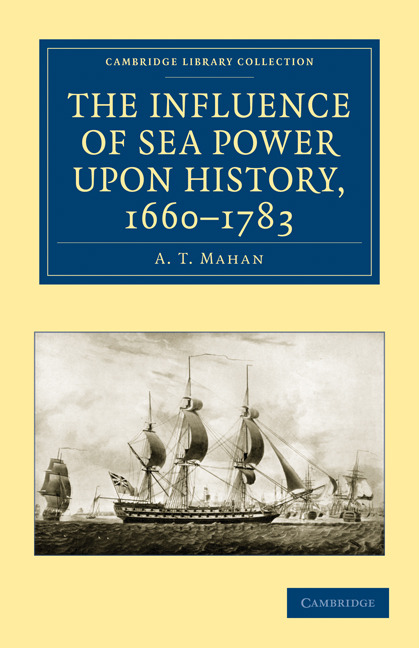 CAMBRIDGE LIBRARY COLLECTION
THE INFLUENCE
OF SEA POWER
UPON HISTORY,
1660–1783
A. T. MAHAN
CAMBRIDGE